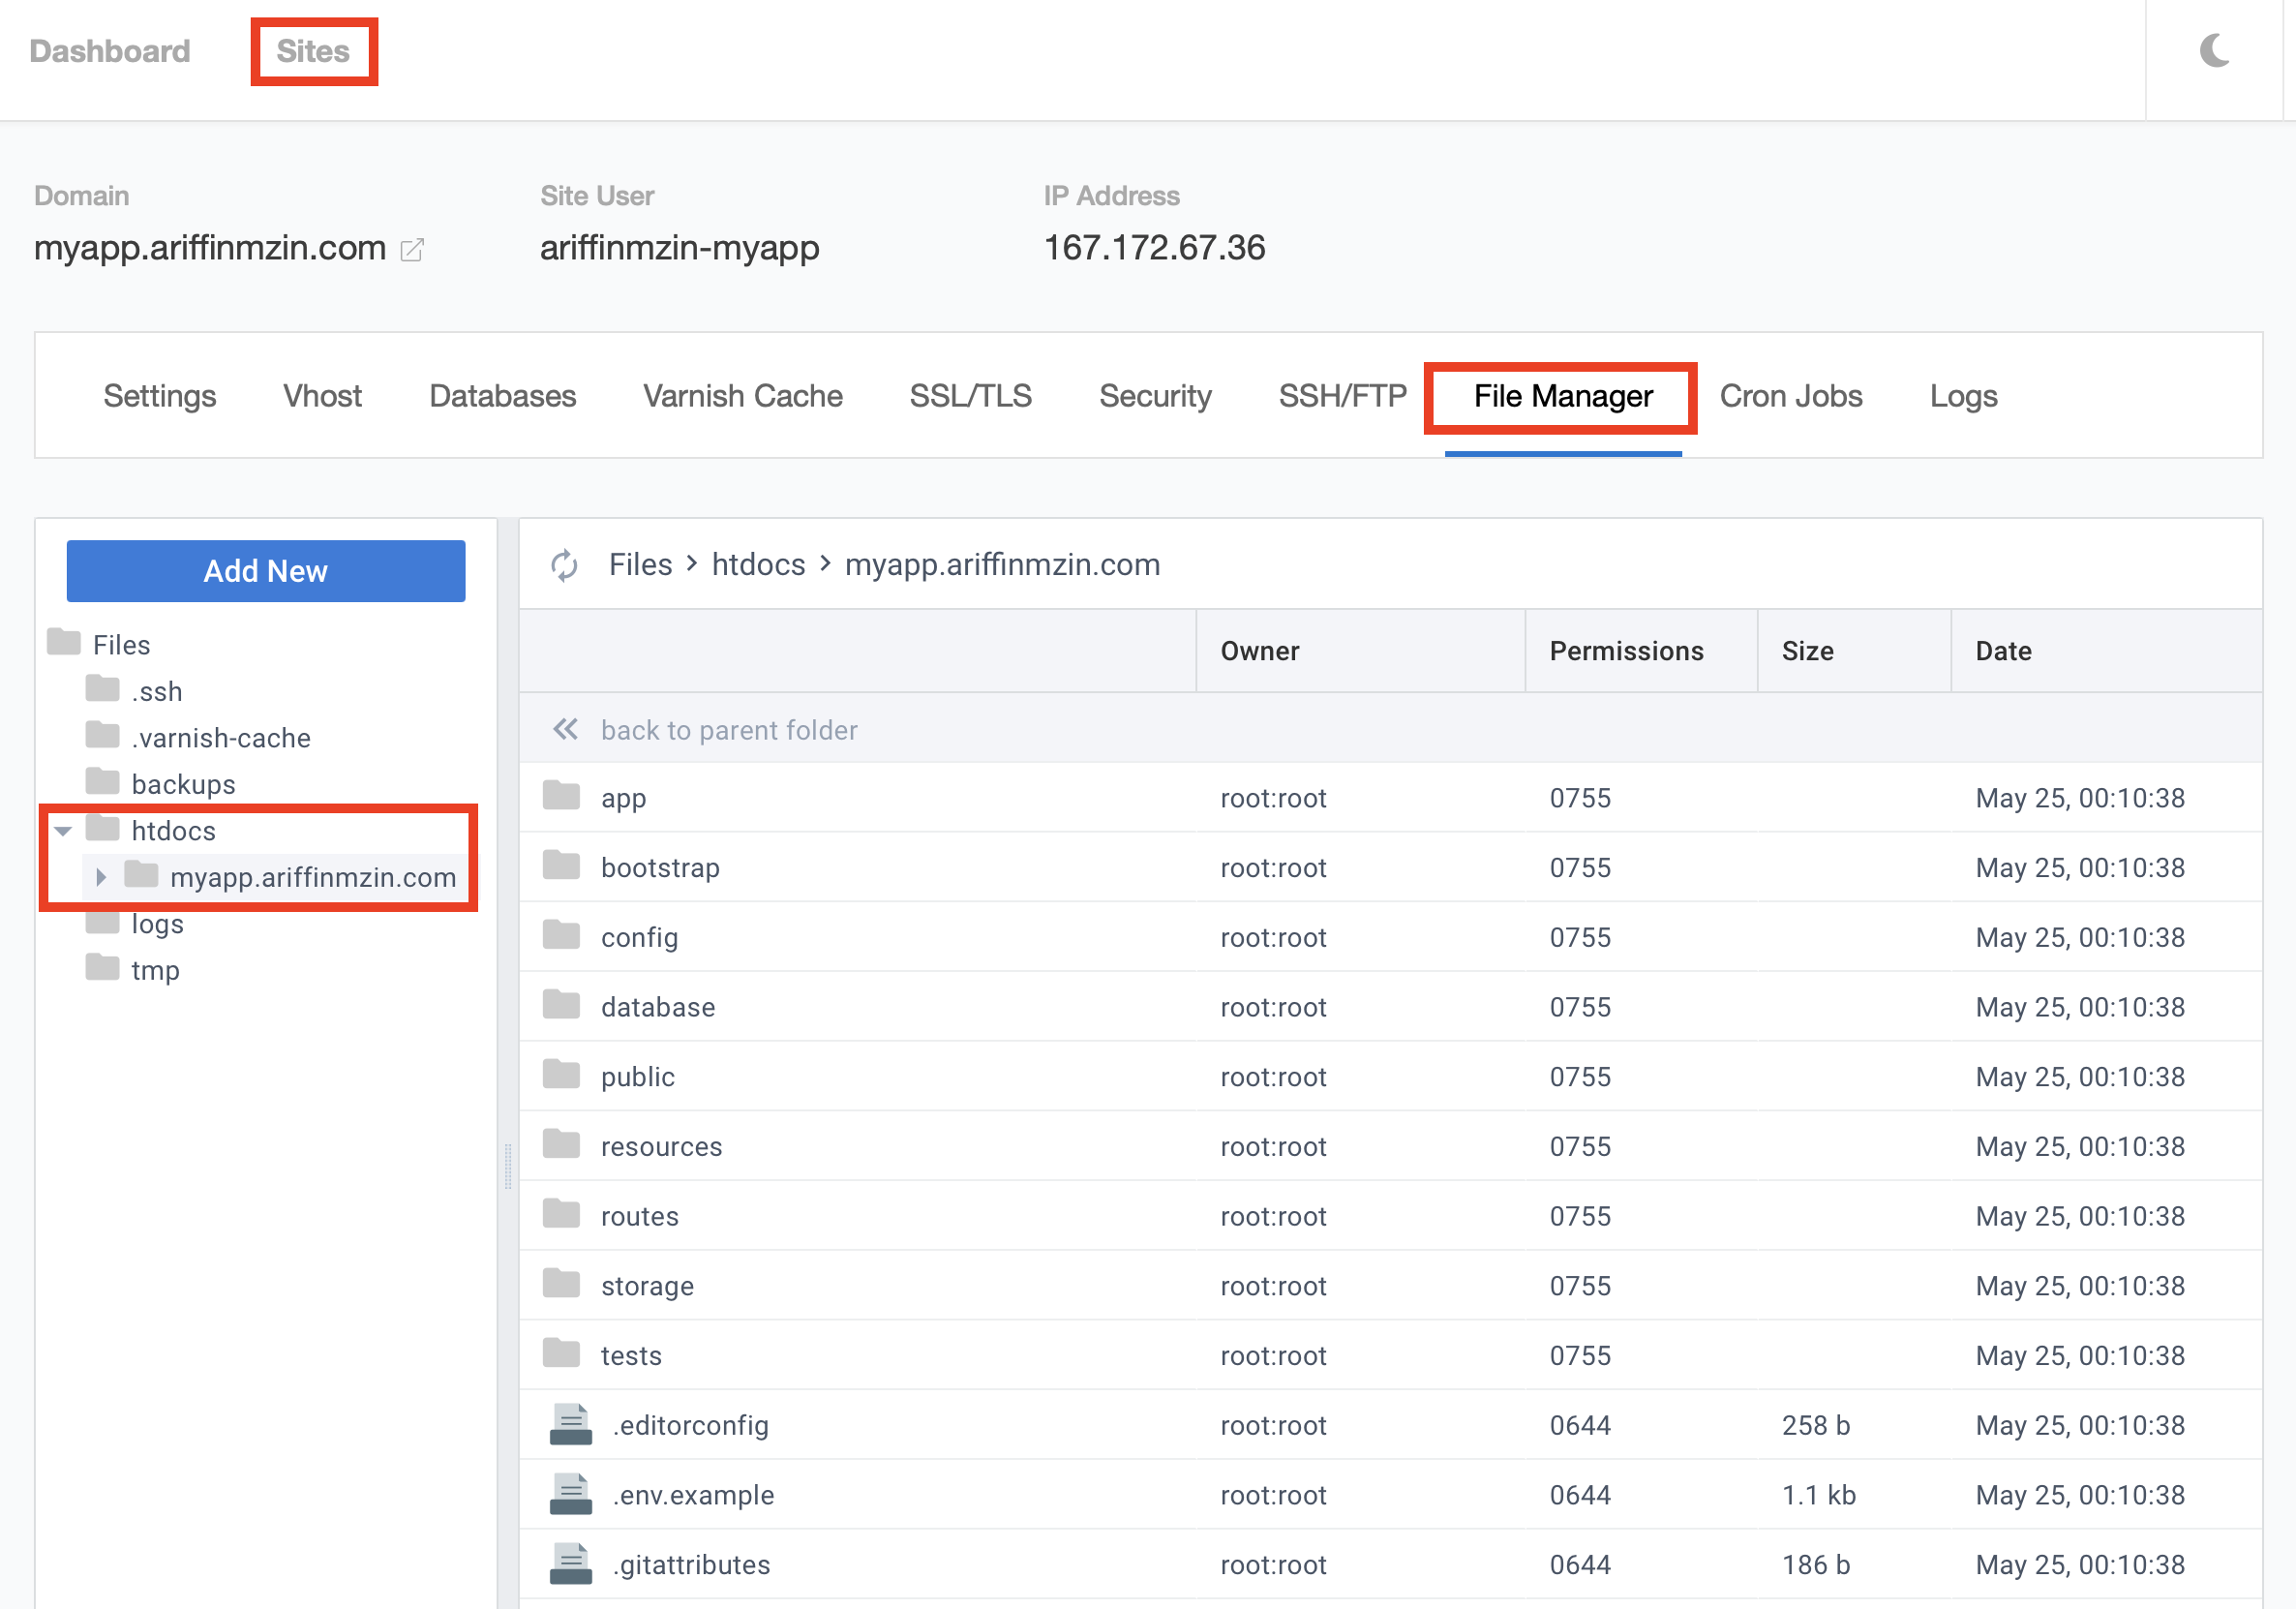 Dashboard Sites
Domain Site User IP Address
myapp.ariffinmzin.com ariffinmzin-myapp 167.172.67.36
Settings Vhost Databases Varnish Cache SSL/TLS Security SSH/FTP File Manager Cron Jobs Logs
Add New
Files
.ssh
.varnish-cache
backups
htdocs
myapp.ariffinmzin.com
logs
tmp
Files > htdocs > myapp.ariffinmzin.com
Owner Permissions Size Date
back to parent folder
app root:root 0755 May 25, 00:10:38
bootstrap root:root 0755 May 25, 00:10:38
config root:root 0755 May 25, 00:10:38
database root:root 0755 May 25, 00:10:38
public root:root 0755 May 25, 00:10:38
resources root:root 0755 May 25, 00:10:38
routes root:root 0755 May 25, 00:10:38
storage root:root 0755 May 25, 00:10:38
tests root:root 0755 May 25, 00:10:38
.editorconfig root:root 0644 258 b May 25, 00:10:38
.env.example root:root 0644 1.1 kb May 25, 00:10:38
.gitattributes root:root 0644 186 b May 25, 00:10:38